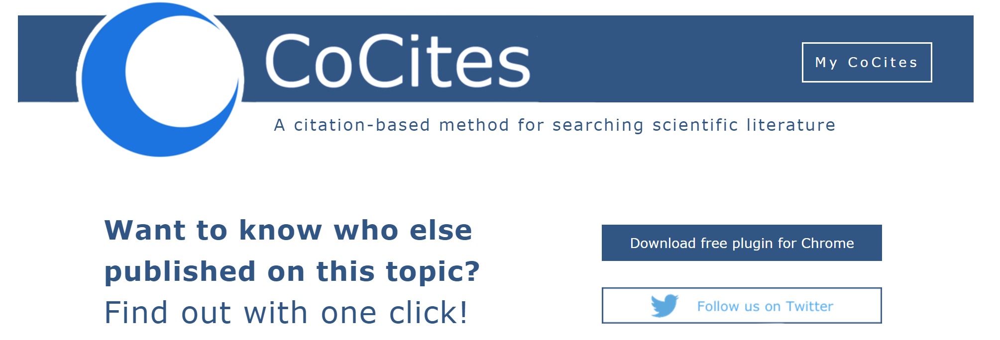 CoCites
My CoCites
A citation-based method for searching scientific literature
Want to know who else
published on this topic?
Find out with one click!
Download free plugin for Chrome
Follow us on Twitter